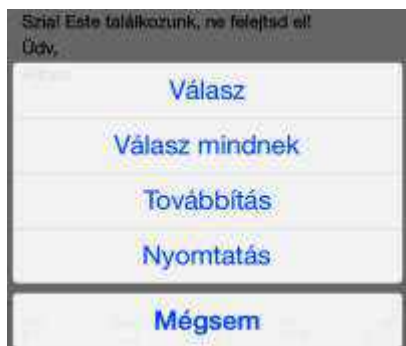 Szia! Este találkozunk, ne felejtsd el!
Üdv,
Válasz
Válasz mindnek
Továbbítás
Nyomtatás
Mégsem